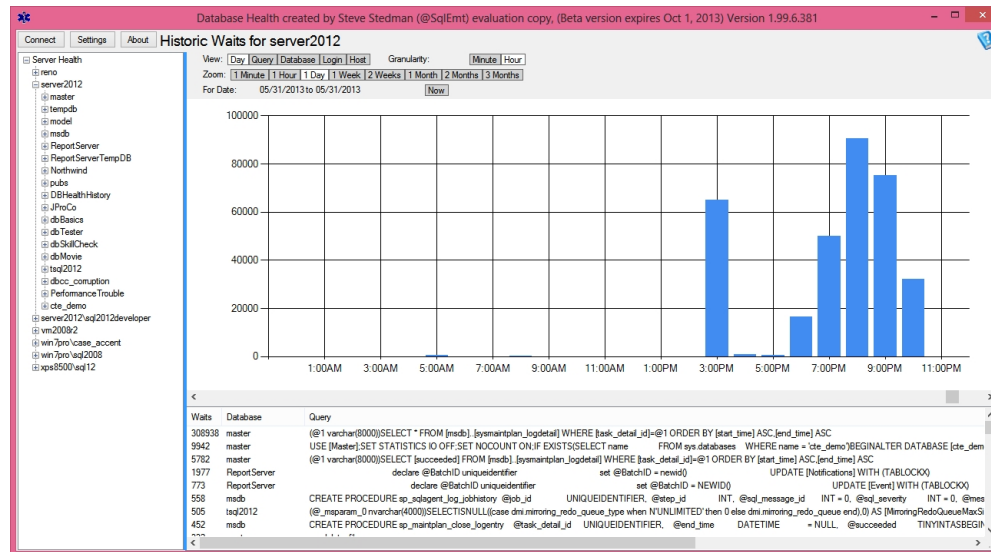 Database Health created by Steve Stedman (@SqlEmt) evaluation copy, (Beta version expires Oct 1, 2013) Version 1.99.6.381
Connect Settings About Historic Waits for server2012
Server Health
reno
server2012
master
tempdb
model
msdb
ReportServer
ReportServerTempDB
Northwind
pubs
DBHealthHistory
JProCo
dbBasics
dbTester
dbSkillCheck
dbMovie
tsql2012
dbcc_corruption
PerformanceTrouble
cte_demo
server2012\sql2012developer
vm2008r2
win7pro\case_accent
win7pro\sql2008
xps8500\sql12
View: Day Query Database Login Host Granularity: Minute Hour
Zoom: 1 Minute 1 Hour 1 Day 1 Week 2 Weeks 1 Month 2 Months 3 Months
For Date: 05/31/2013 to 05/31/2013 Now
100000
80000
60000
40000
20000
0
1:00AM 3:00AM 5:00AM 7:00AM 9:00AM 11:00AM 1:00PM 3:00PM 5:00PM 7:00PM 9:00PM 11:00PM
Waits Database Query
308938 master (@1 varchar(8000))SELECT * FROM [msdb]..[sysmaintplan_logdetail] WHERE [task_detail_id]=@1 ORDER BY [start_time] ASC,[end_time] ASC
9942 master USE [Master];SET STATISTICS IO OFF;SET NOCOUNT ON;IF EXISTS(SELECT name FROM sys.databases WHERE name = 'cte_demo')BEGINALTER DATABASE [cte_dem
5782 master (@1 varchar(8000))SELECT [succeeded] FROM [msdb]..[sysmaintplan_logdetail] WHERE [task_detail_id]=@1 ORDER BY [start_time] ASC,[end_time] ASC
1977 ReportServer declare @BatchID uniqueidentifier set @BatchID = newid() UPDATE [Notifications] WITH (TABLOCKX)
773 ReportServer declare @BatchID uniqueidentifier set @BatchID = NEWID() UPDATE [Event] WITH (TABLOCKX)
558 msdb CREATE PROCEDURE sp_sqlagent_log_jobhistory @job_id UNIQUEIDENTIFIER, @step_id INT, @sql_message_id INT = 0, @sql_severity INT = 0, @mes
505 tsql2012 (@_msparam_0 nvarchar(4000))SELECTISNULL((case dmi.mirroring_redo_queue_type when N'UNLIMITED' then 0 else dmi.mirroring_redo_queue end),0) AS [MirroringRedoQueueMaxSi
452 msdb CREATE PROCEDURE sp_maintplan_close_logentry @task_detail_id UNIQUEIDENTIFIER, @end_time DATETIME = NULL, @succeeded TINYINTASBEGIN